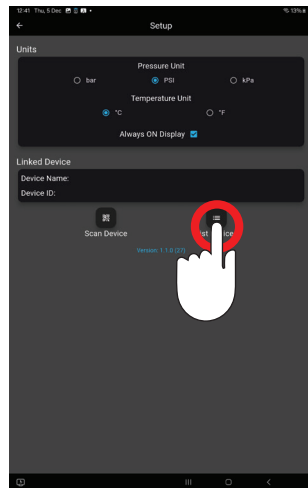 12:41 Thu, 5 Dec
13%
Setup
Units
Pressure Unit
bar PSI kPa
Temperature Unit
°C °F
Always ON Display
Linked Device
Device Name:
Device ID:
Scan Device
Version: 1.1.0 (27)